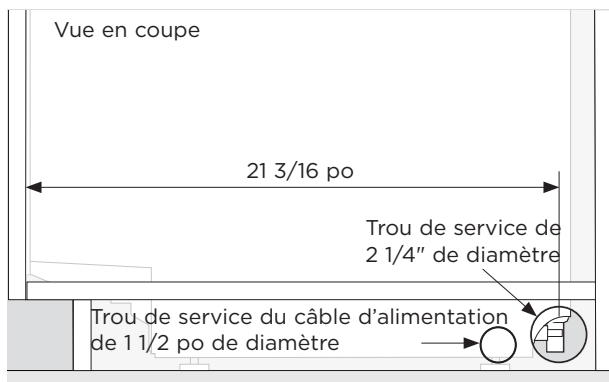 Vue en coupe
21 3/16 po
Trou de service de
2 1/4" de diamètre
Trou de service du câble d’alimentation
de 1 1/2 po de diamètre